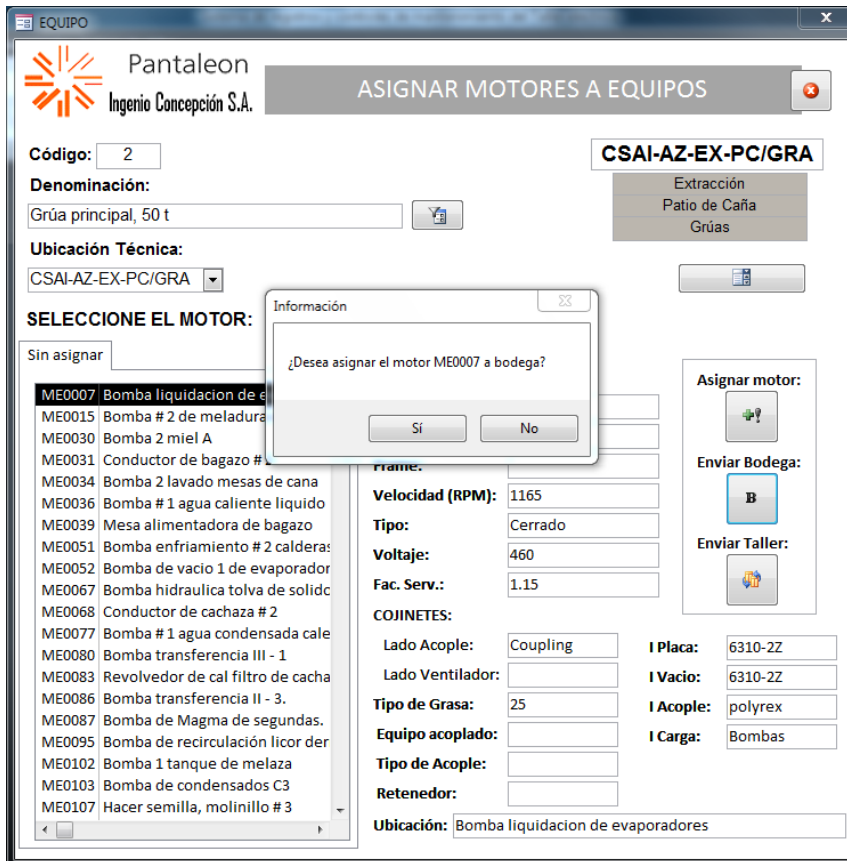 EQUIPO
Pantaleon
Ingenio Concepción S.A.
ASIGNAR MOTORES A EQUIPOS
Código: 2
CSAI-AZ-EX-PC/GRA
Denominación:
Extracción
Grúa principal, 50 t
Patio de Caña
Grúas
Ubicación Técnica:
CSAI-AZ-EX-PC/GRA
SELECCIONE EL MOTOR:
Información
¿Desea asignar el motor ME0007 a bodega?
Sí No
Sin asignar
ME0007 Bomba liquidacion de
ME0015 Bomba # 2 de meladura
ME0030 Bomba 2 miel A
ME0031 Conductor de bagazo #
ME0034 Bomba 2 lavado mesas de cana
ME0036 Bomba # 1 agua caliente liquido
ME0039 Mesa alimentadora de bagazo
ME0051 Bomba enfriamiento # 2 calderas
ME0052 Bomba de vacio 1 de evaporador
ME0067 Bomba hidraulica tolva de solido
ME0068 Conductor de cachaza # 2
ME0077 Bomba # 1 agua condensada cale
ME0080 Bomba transferencia III - 1
ME0083 Revolvedor de cal filtro de cacha
ME0086 Bomba transferencia II - 3.
ME0087 Bomba de Magma de segundas.
ME0095 Bomba de recirculación licor der
ME0102 Bomba 1 tanque de melaza
ME0103 Bomba de condensados C3
ME0107 Hacer semilla, molinillo # 3
Frame:
Velocidad (RPM): 1165
Tipo: Cerrado
Voltaje: 460
Fac. Serv.: 1.15
COJINETES:
Lado Acople: Coupling
Lado Ventilador:
Tipo de Grasa: 25
Equipo acoplado:
Tipo de Acople:
Retenedor:
I Placa: 6310-2Z
I Vacio: 6310-2Z
I Acople: polyrex
I Carga: Bombas
Ubicación: Bomba liquidacion de evaporadores
Asignar motor:
Enviar Bodega:
B
Enviar Taller: